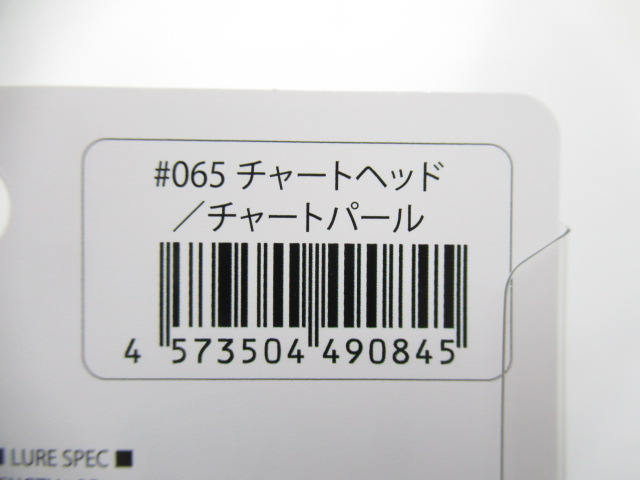 #065 チャートヘッド
／チャートパール
4 573504 490845
■ LURE SPEC ■